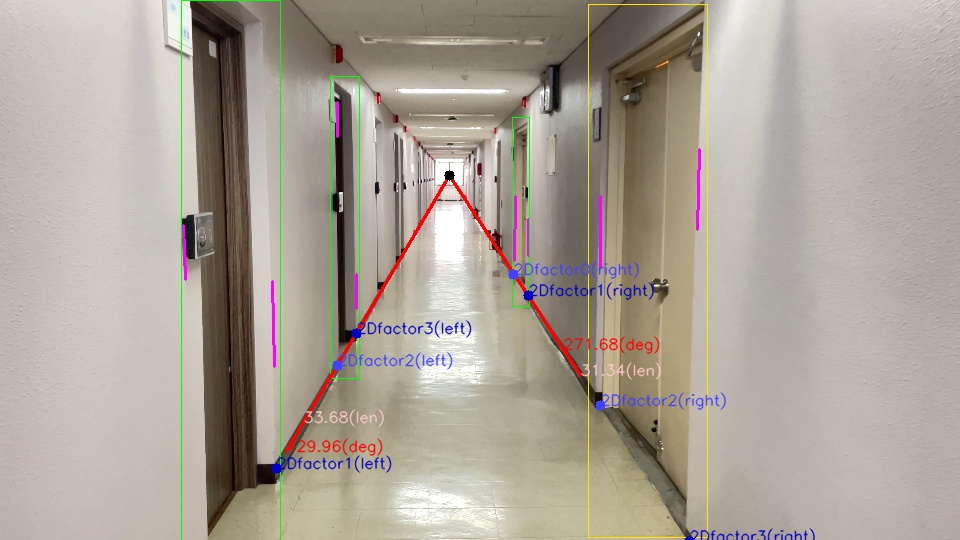 2Dfactor0(right)
2Dfactor1(right)
2Dfactor3(left)
271.68(deg)
2Dfactor2(left)
31.34(len)
2Dfactor2(right)
33.68(len)
29.96(deg)
2Dfactor1(left)
2Dfactor3(right)